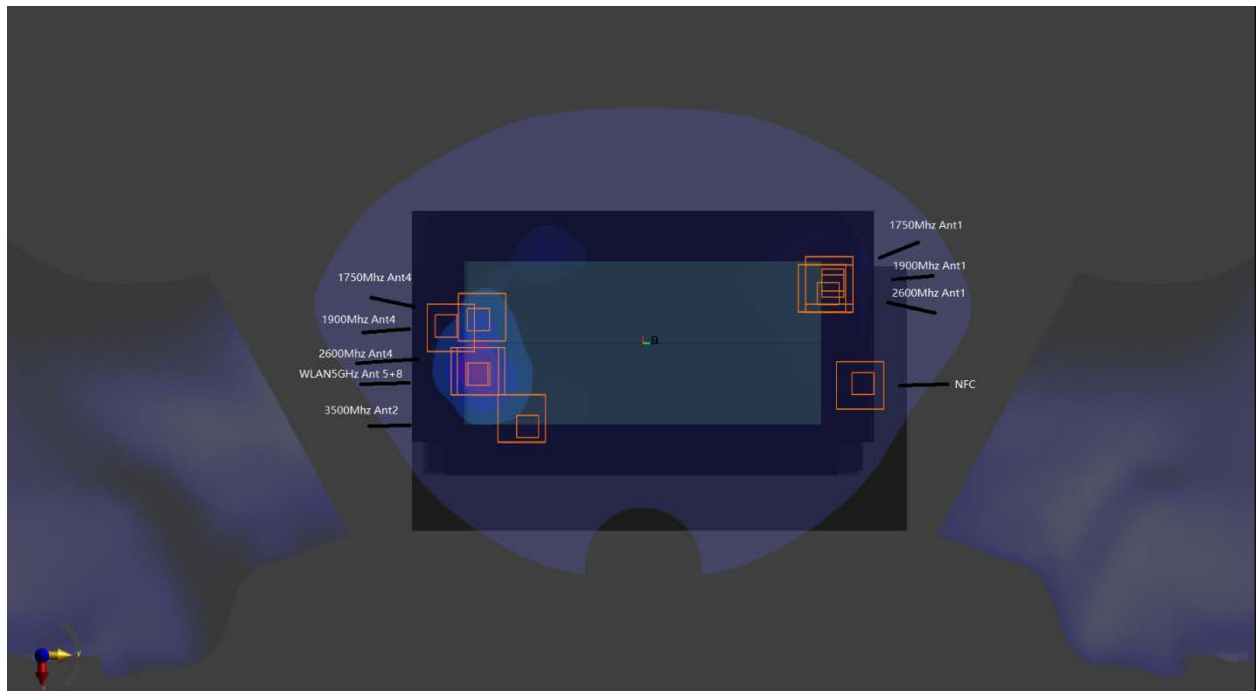 1750Mhz Ant1
1900Mhz Ant1
2600Mhz Ant1
1750Mhz Ant4
1900Mhz Ant4
2600Mhz Ant4
WLAN5GHz Ant 5+8
3500Mhz Ant2
NFC
y